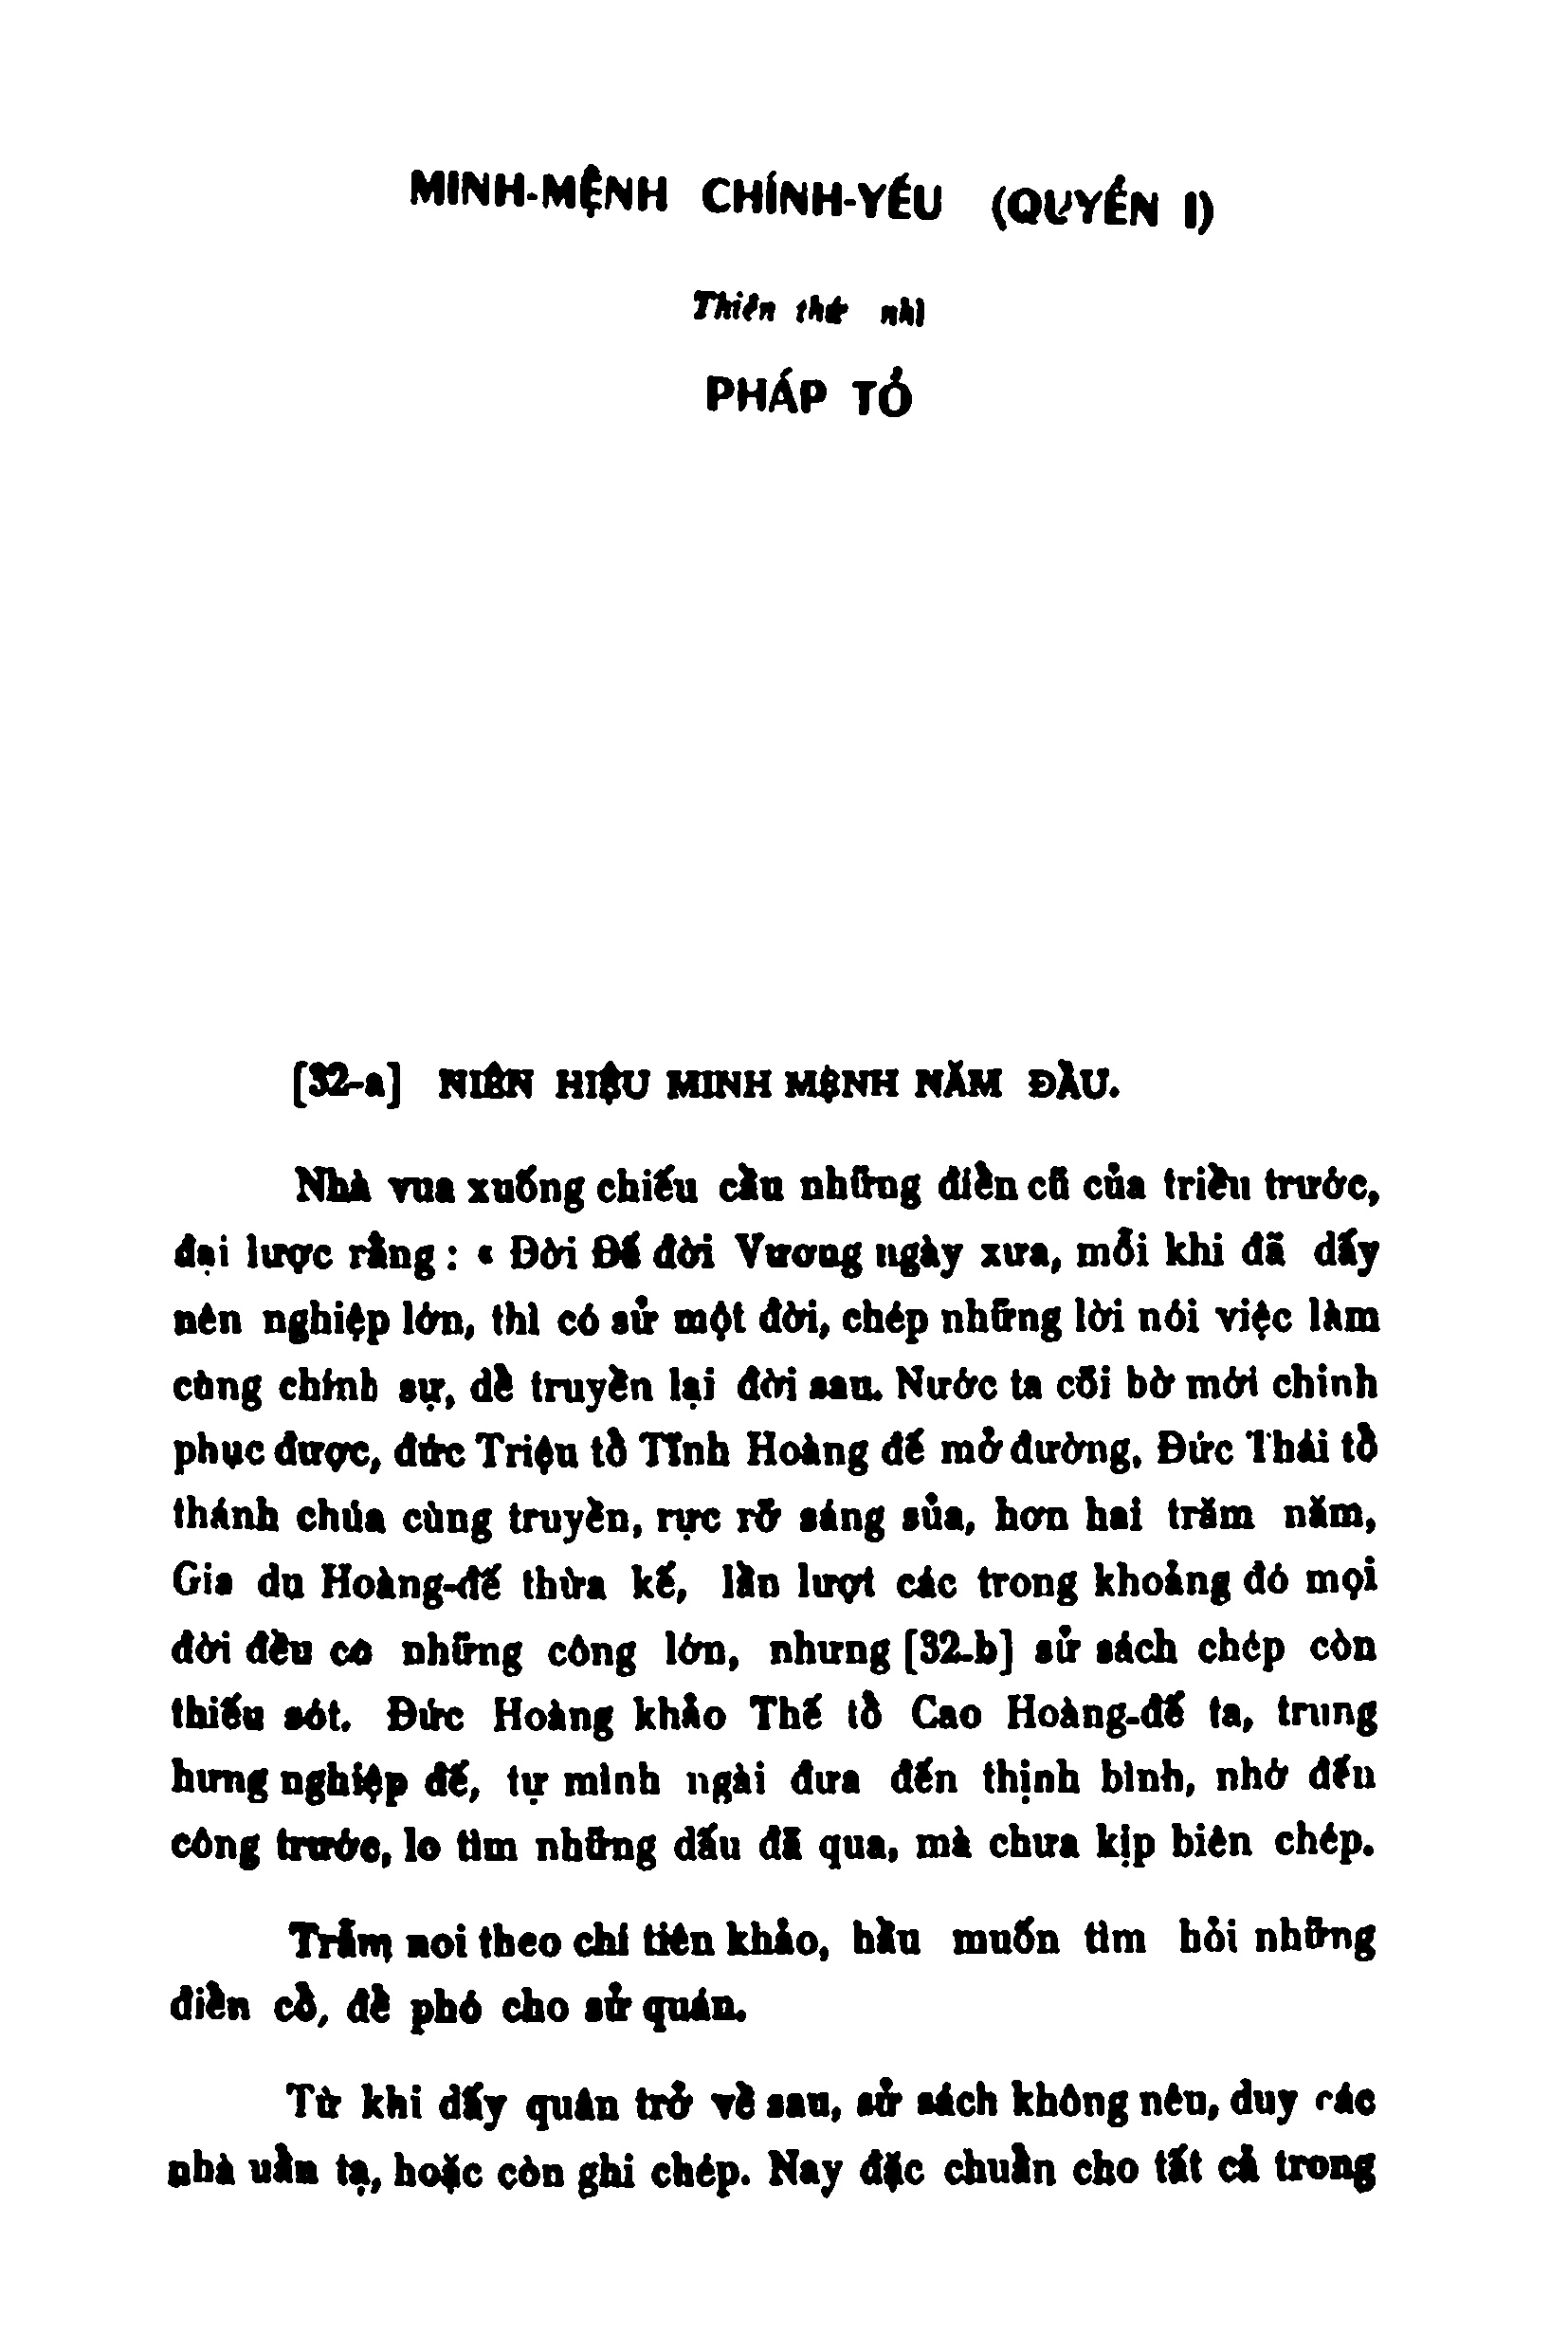 MINH-MỆNH CHÍNH-YẾU (QUYỂN I)
Thiên thứ nhì
PHÁP TỔ
[32-a] NIÊN HIỆU MINH MỆNH NĂM ĐẦU.
Nhà vua xuống chiếu cầu những điển cũ của triều trước,
đại lược rằng : « Đời Đế đời Vương ngày xưa, mỗi khi đã dấy
nên nghiệp lớn, thì có sử một đời, chép những lời nói việc làm
cùng chính sự, dể truyền lại đời sau. Nước ta cõi bờ mới chinh
phục được, đức Triệu tổ Tĩnh Hoàng đế mở đường, Đức Thái tổ
thánh chúa cùng truyền, rực rỡ sáng sủa, hơn hai trăm năm,
Gia dụ Hoàng-đế thừa kế, lần lượt các trong khoảng đó mọi
đời đều có những công lớn, nhưng [32-b] sử sách chép còn
thiếu sót. Đức Hoàng khảo Thế tổ Cao Hoàng-đế ta, trung
hưng nghiệp đế, tự mình ngài đưa đến thịnh bình, nhớ đến
công trước, lo tìm những dấu đã qua, mà chưa kịp biên chép.
Trẫm noi theo chí tiên khảo, hầu muốn tìm hỏi những
điển cổ, để phó cho sử quán.
Từ khi dấy quân trở về sau, sử sách không nêu, duy các
nhà uẩn tạ, hoặc còn ghi chép. Nay đặc chuẩn cho tất cả trong